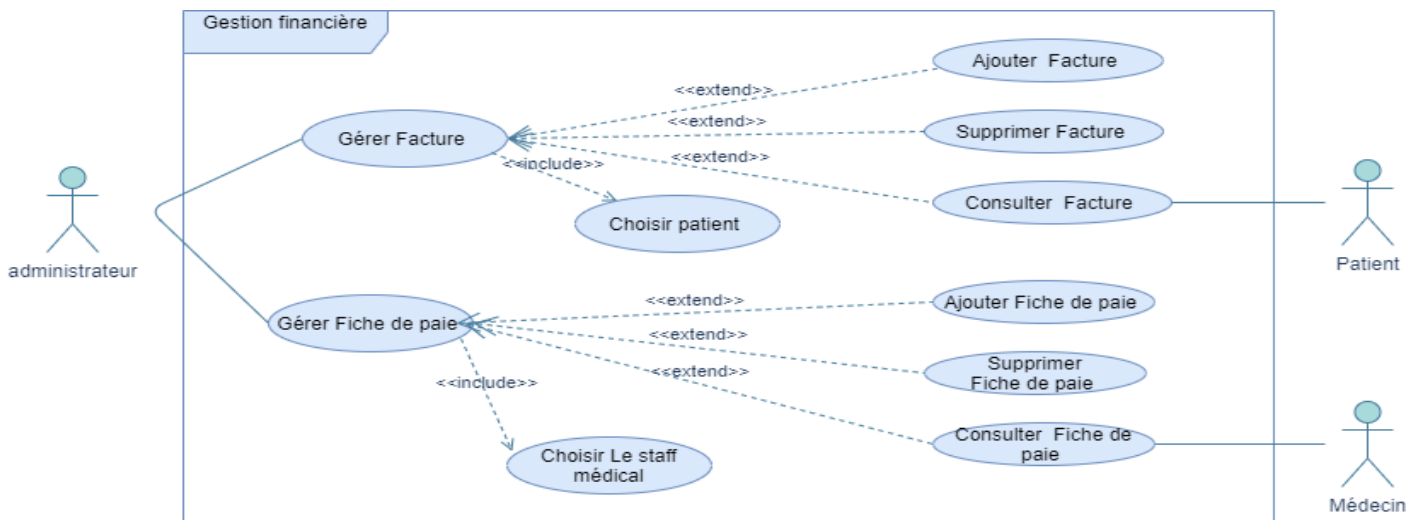 Gestion financière
Ajouter Facture
<<extend>>
<<extend>>
Supprimer Facture
Gérer Facture
<<extend>>
<<include>>
Consulter Facture
Choisir patient
administrateur
Patient
<<extend>>
Ajouter Fiche de paie
Gérer Fiche de paie
<<extend>>
Supprimer
Fiche de paie
<<extend>>
<<include>>
Consulter Fiche de
paie
Choisir Le staff
médical
Médecin